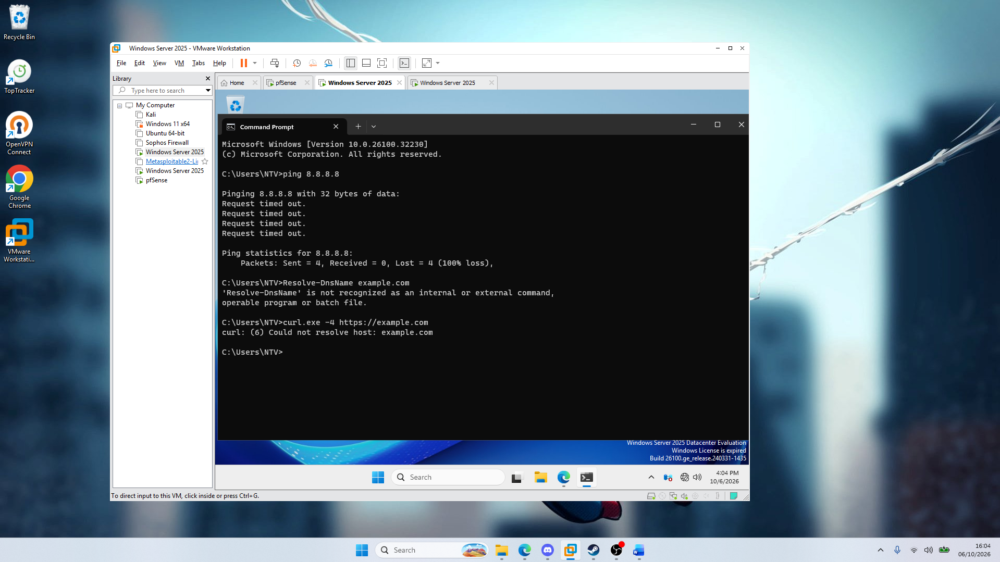 Recycle Bin
TopTracker
OpenVPN
Connect
Google
Chrome
VMware
Workstati...
Windows Server 2025 - VMware Workstation
File Edit View VM Tabs Help
Library
Type here to search
My Computer
Kali
Windows 11 x64
Ubuntu 64-bit
Sophos Firewall
Windows Server 2025
Metasploitable2-Li
Windows Server 2025
pfSense
Home pfSense Windows Server 2025 Windows Server 2025
Command Prompt
Microsoft Windows [Version 10.0.26100.32230]
(c) Microsoft Corporation. All rights reserved.
C:\Users\NTV>ping 8.8.8.8
Pinging 8.8.8.8 with 32 bytes of data:
Request timed out.
Request timed out.
Request timed out.
Request timed out.
Ping statistics for 8.8.8.8:
Packets: Sent = 4, Received = 0, Lost = 4 (100% loss),
C:\Users\NTV>Resolve-DnsName example.com
'Resolve-DnsName' is not recognized as an internal or external command,
operable program or batch file.
C:\Users\NTV>curl.exe -4 https://example.com
curl: (6) Could not resolve host: example.com
C:\Users\NTV>
Windows Server 2025 Datacenter Evaluation
Windows License is expired
Build 26100.ge_release.240331-1435
Search
4:04 PM
10/6/2026
To direct input to this VM, click inside or press Ctrl+G.
Search
16:04
06/10/2026